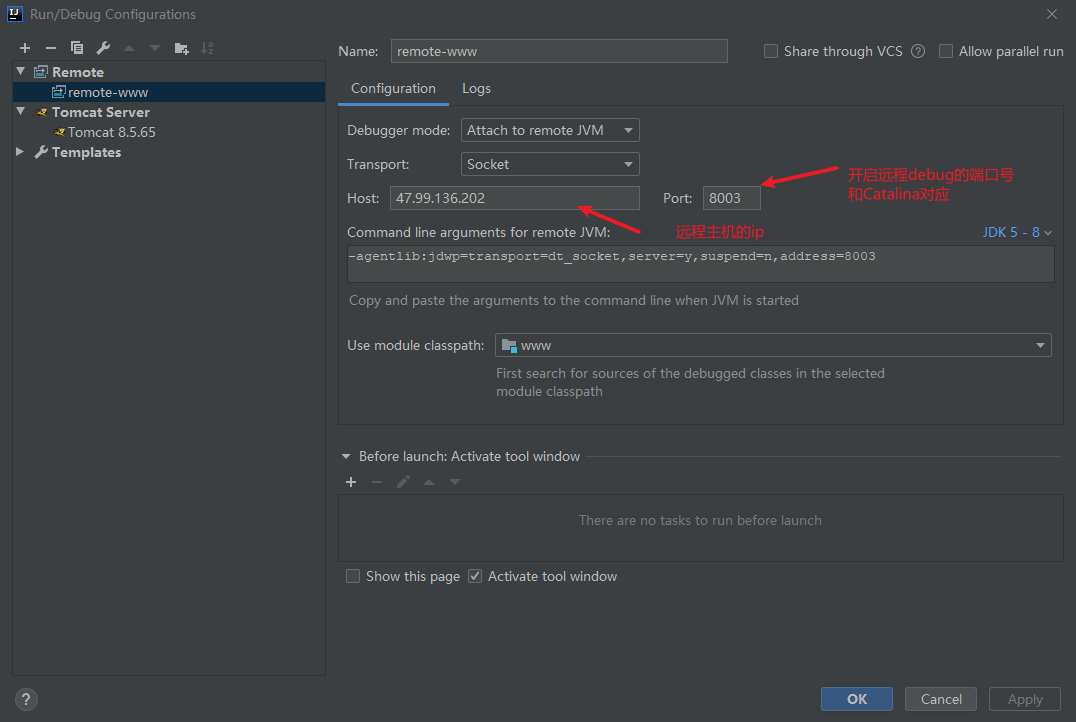 Run/Debug Configurations
Name: remote-www
Share through VCS ?
Allow parallel run
Remote
remote-www
Tomcat Server
Tomcat 8.5.65
Templates
Configuration Logs
Debugger mode: Attach to remote JVM
Transport: Socket
Host: 47.99.136.202 Port: 8003
开启远程debug的端口号
和Catalina对应
远程主机的ip
Command line arguments for remote JVM: JDK 5 - 8
-agentlib:jdwp=transport=dt_socket,server=y,suspend=n,address=8003
Copy and paste the arguments to the command line when JVM is started
Use module classpath: www
First search for sources of the debugged classes in the selected
module classpath
Before launch: Activate tool window
There are no tasks to run before launch
Show this page Activate tool window
? OK Cancel Apply